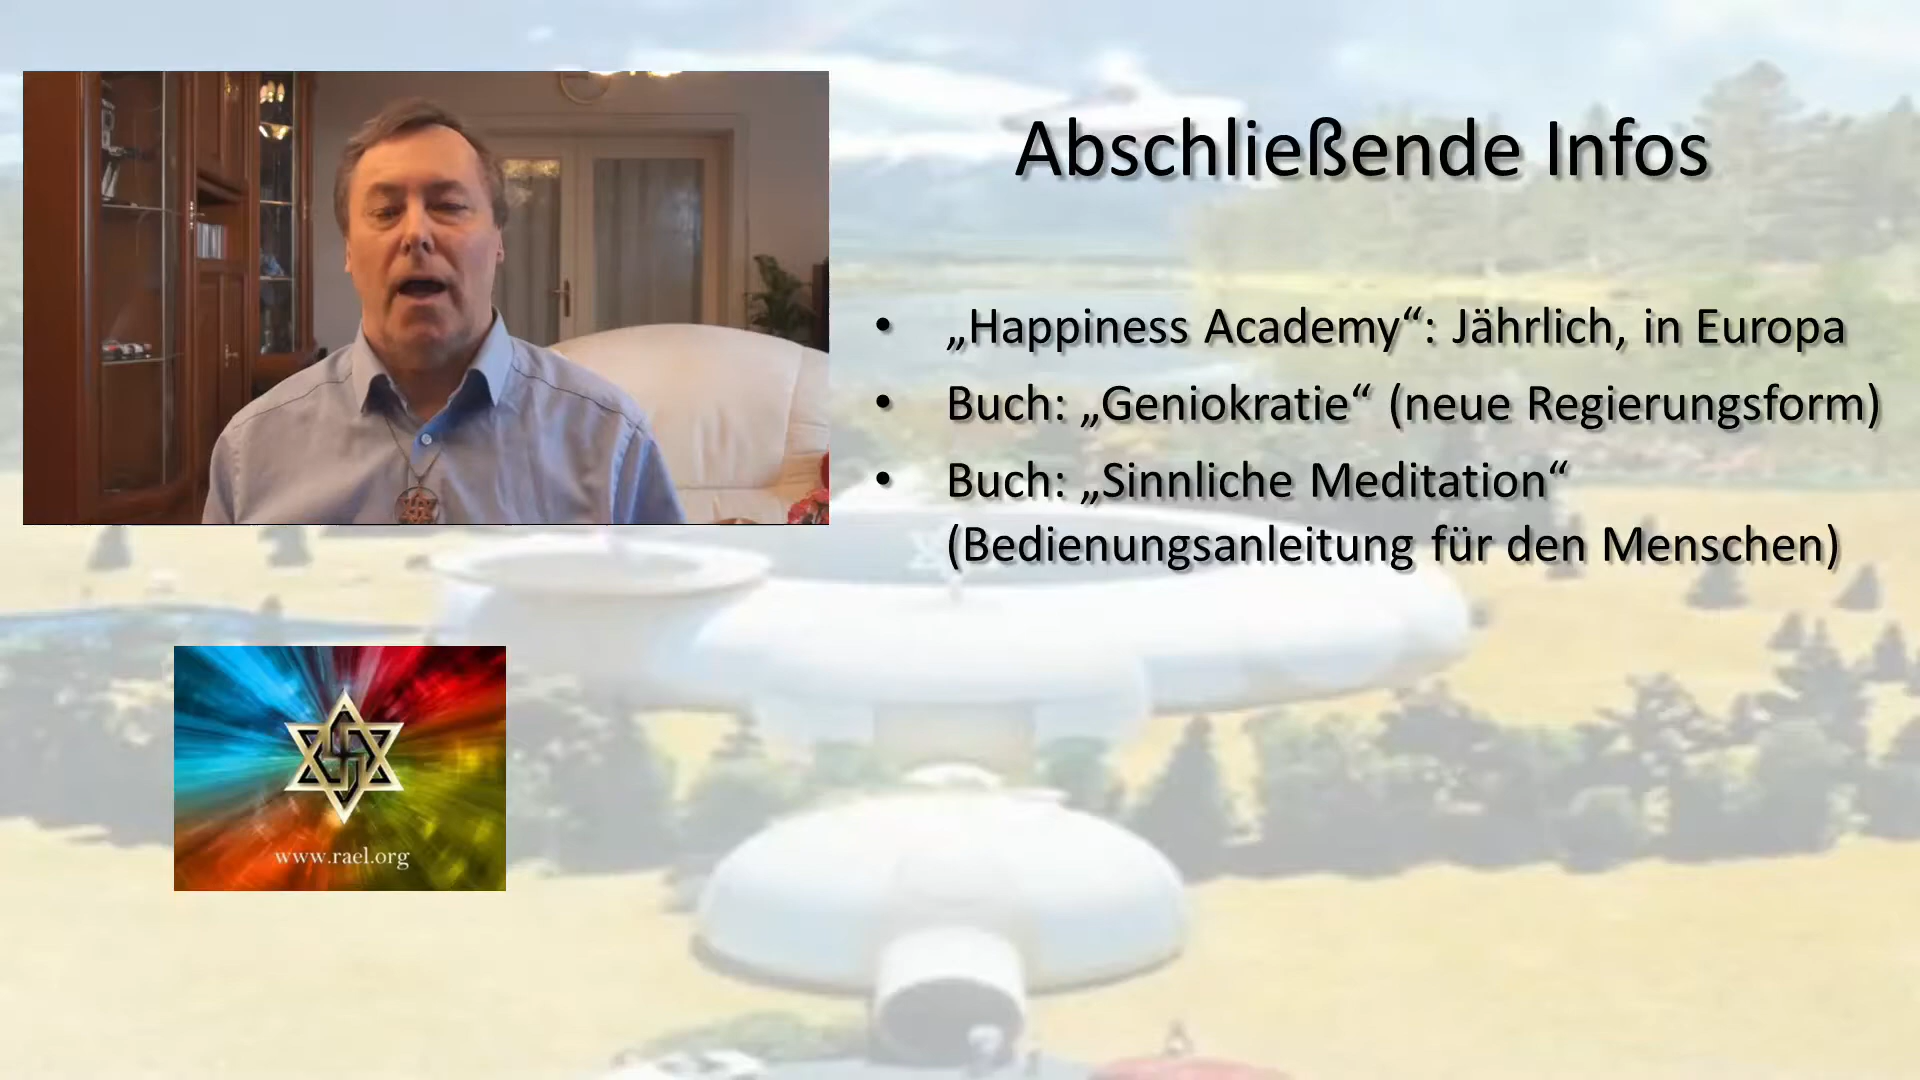 Abschließende Infos
• „Happiness Academy“: Jährlich, in Europa
• Buch: „Geniokratie“ (neue Regierungsform)
• Buch: „Sinnliche Meditation“
(Bedienungsanleitung für den Menschen)
www.rael.org